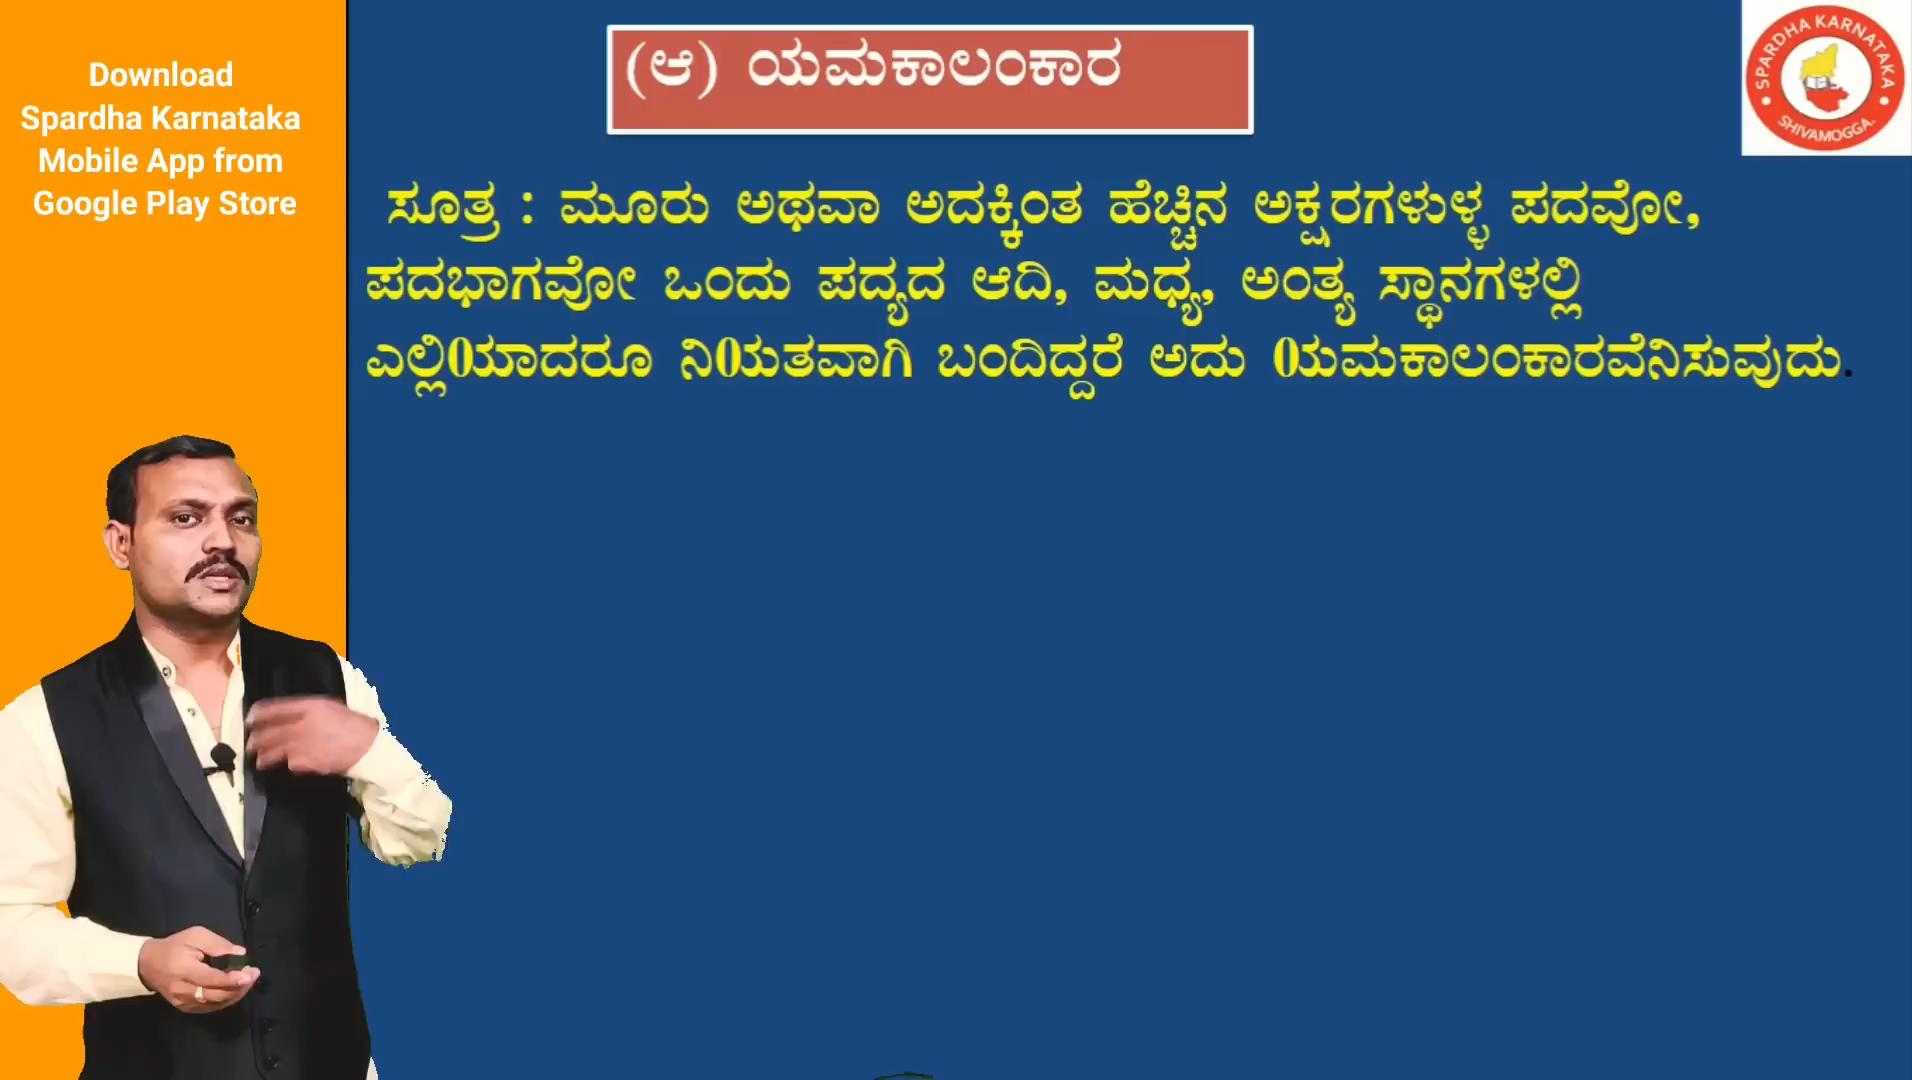 Download
Spardha Karnataka
Mobile App from
Google Play Store
(ಆ) ಯಮಕಾಲಂಕಾರ
SPARDHA KARNATAKA
SHIVAMOGGA.
ಸೂತ್ರ : ಮೂರು ಅಥವಾ ಅದಕ್ಕಿಂತ ಹೆಚ್ಚಿನ ಅಕ್ಷರಗಳುಳ್ಳ ಪದವೋ,
ಪದಭಾಗವೋ ಒಂದು ಪದ್ಯದ ಆದಿ, ಮಧ್ಯ, ಅಂತ್ಯ ಸ್ಥಾನಗಳಲ್ಲಿ
ಎಲ್ಲಿ0ಯಾದರೂ ನಿ0ಯತವಾಗಿ ಬಂದಿದ್ದರೆ ಅದು 0ಯಮಕಾಲಂಕಾರವೆನಿಸುವುದು.